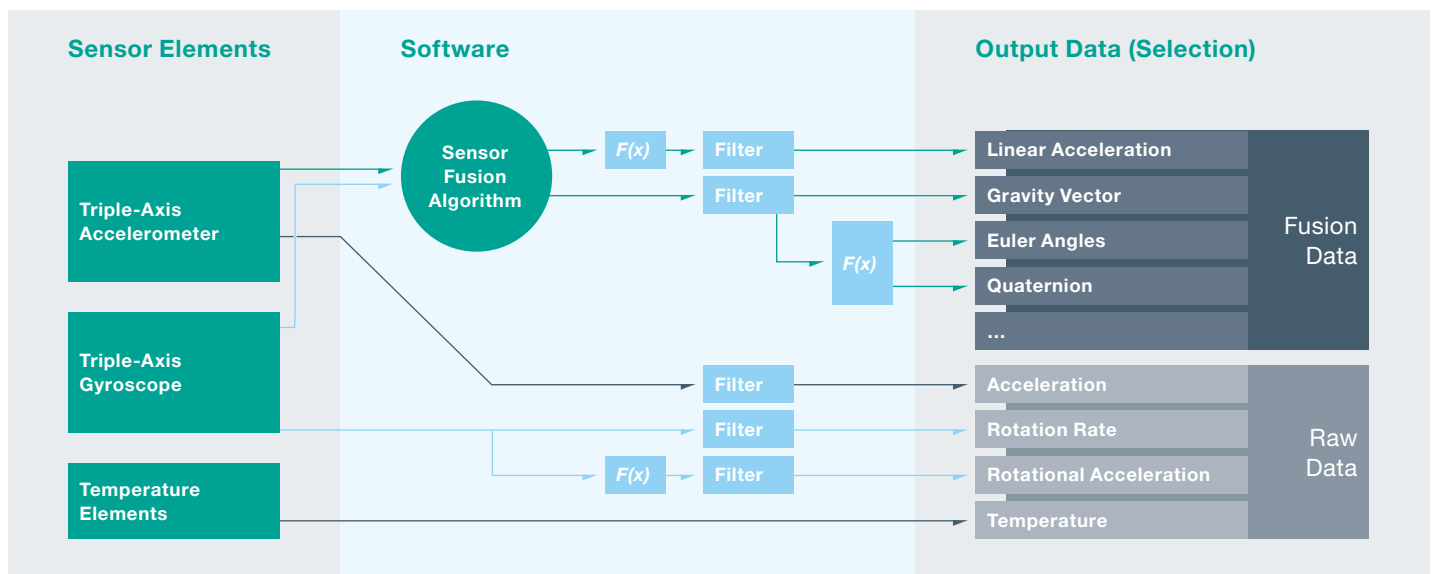 Sensor Elements
Software
Output Data (Selection)
Triple-Axis
Accelerometer
Triple-Axis
Gyroscope
Temperature
Elements
Sensor
Fusion
Algorithm
F(x)
Filter
Filter
F(x)
Filter
Filter
F(x)
Filter
Linear Acceleration
Gravity Vector
Euler Angles
Quaternion
...
Fusion
Data
Acceleration
Rotation Rate
Rotational Acceleration
Temperature
Raw
Data